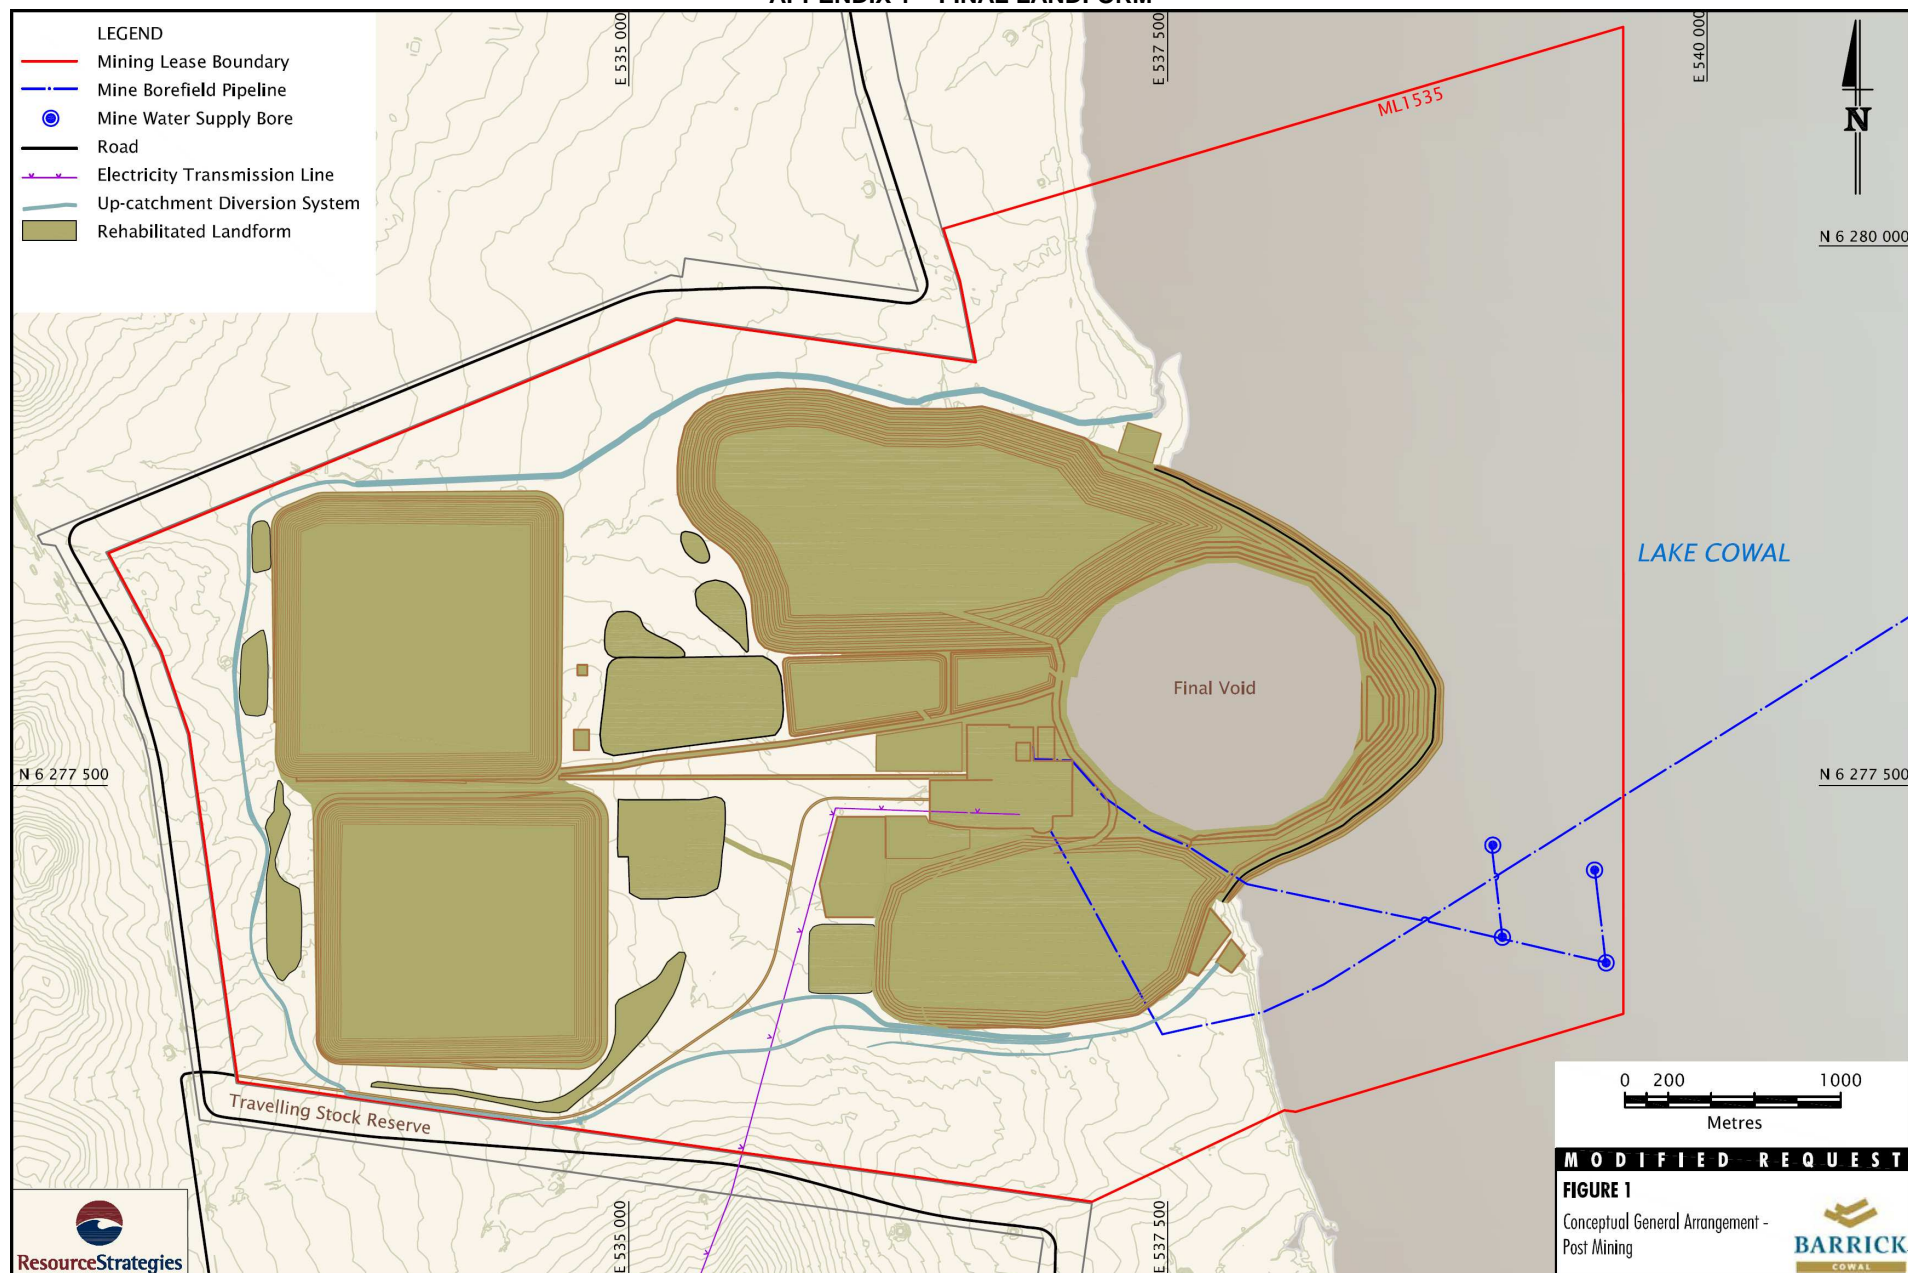 LEGEND
Mining Lease Boundary
Mine Borefield Pipeline
Mine Water Supply Bore
Road
Electricity Transmission Line
Up-catchment Diversion System
Rehabilitated Landform
E 535 000
E 537 500
E 540 000
ML1535
N
N 6 280 000
LAKE COWAL
Final Void
N 6 277 500
N 6 277 500
Travelling Stock Reserve
E 535 000
E 537 500
0 200 1000
Metres
MODIFIED REQUEST
FIGURE 1
Conceptual General Arrangement -
Post Mining
BARRICK
COWAL
ResourceStrategies